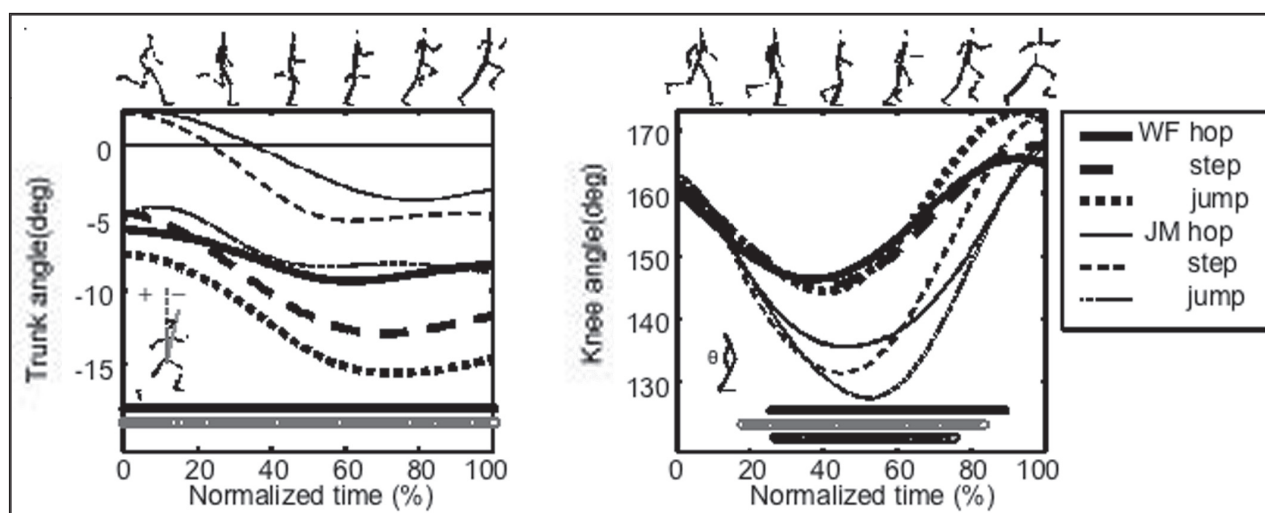 Trunk angle(deg)
0
-5
-10
-15
+ −
0 20 40 60 80 100
Normalized time (%)
Knee angle(deg)
170
160
150
140
130
θ
0 20 40 60 80 100
Normalized time (%)
WF hop
step
jump
JM hop
step
jump